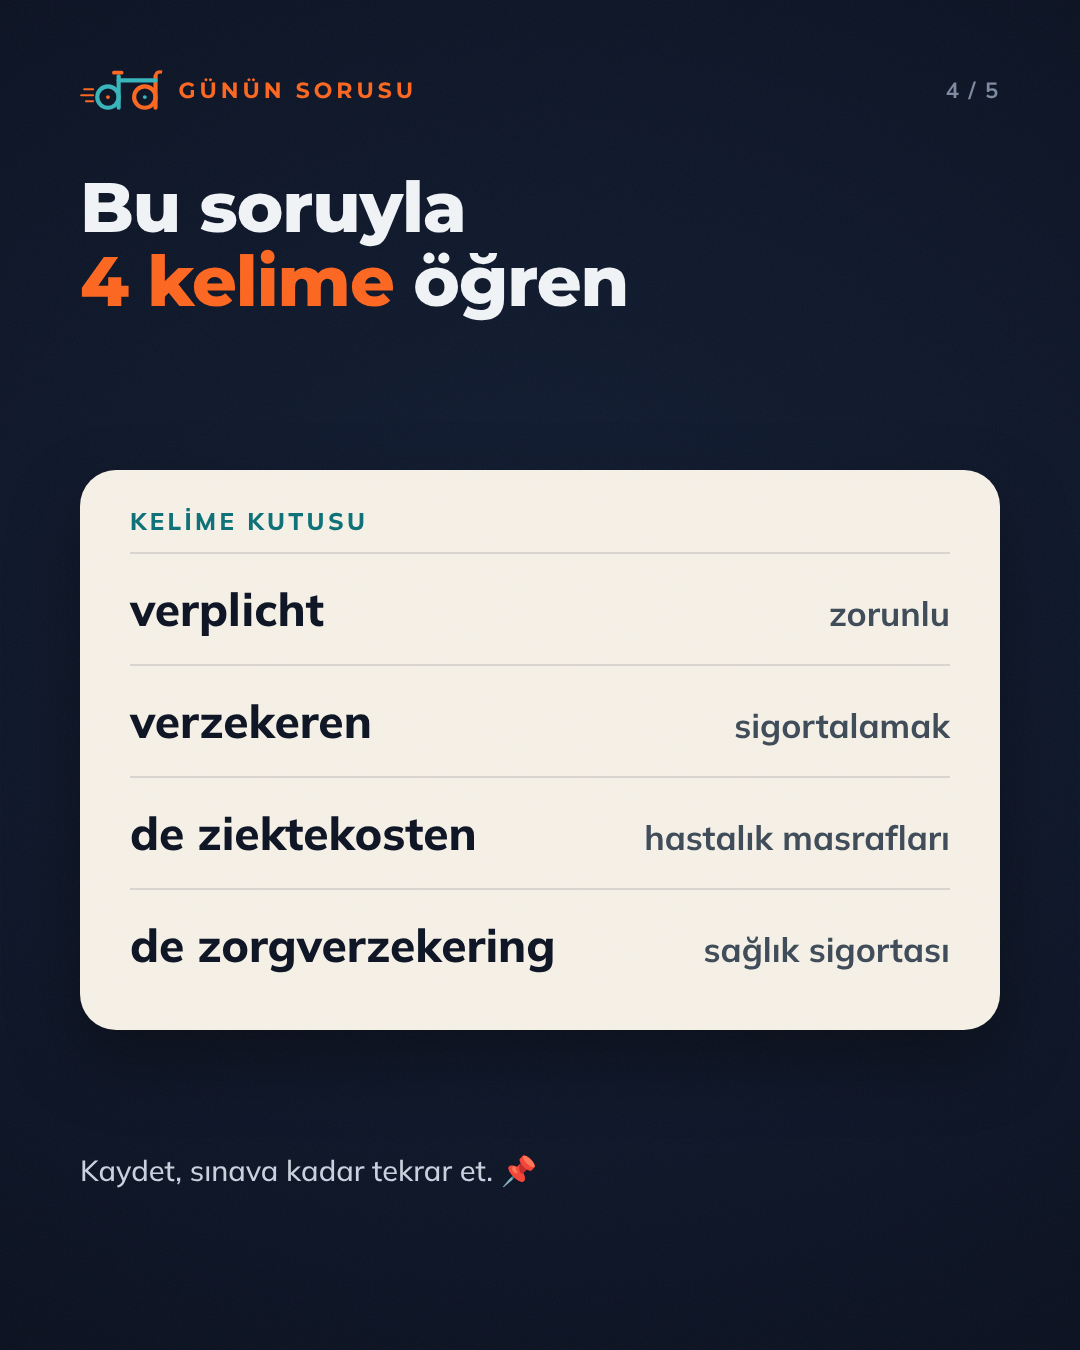 GÜNÜN SORUSU
4 / 5
Bu soruyla
4 kelime öğren
KELİME KUTUSU
verplicht zorunlu
verzekeren sigortalamak
de ziektekosten hastalık masrafları
de zorgverzekering sağlık sigortası
Kaydet, sınava kadar tekrar et. 📌